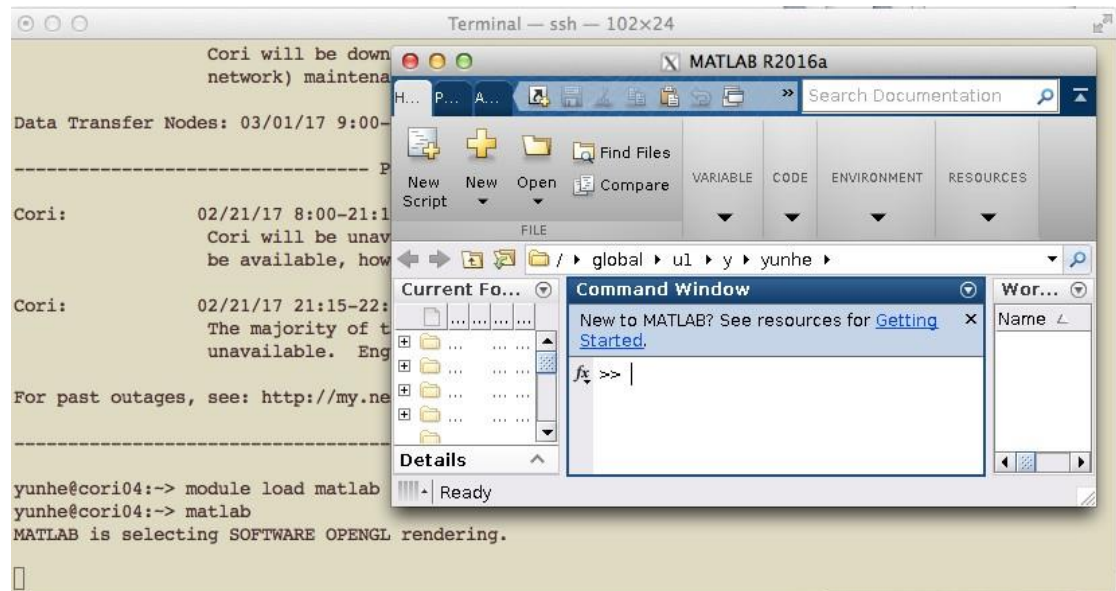 Terminal — ssh — 102×24
Cori will be down
network) maintena
Data Transfer Nodes: 03/01/17 9:00-
---------------------------------- P
Cori: 02/21/17 8:00-21:1
Cori will be unav
be available, how
Cori: 02/21/17 21:15-22:
The majority of t
unavailable. Eng
For past outages, see: http://my.ne
------------------------------------
yunhe@cori04:~> module load matlab
yunhe@cori04:~> matlab
MATLAB is selecting SOFTWARE OPENGL rendering.
MATLAB R2016a
H... P... A... » Search Documentation
New Script New Open Find Files Compare VARIABLE CODE ENVIRONMENT RESOURCES
FILE
/ ▸ global ▸ u1 ▸ y ▸ yunhe ▸
Current Fo... Command Window Wor...
New to MATLAB? See resources for Getting Started. × Name
fx >>
Details
Ready